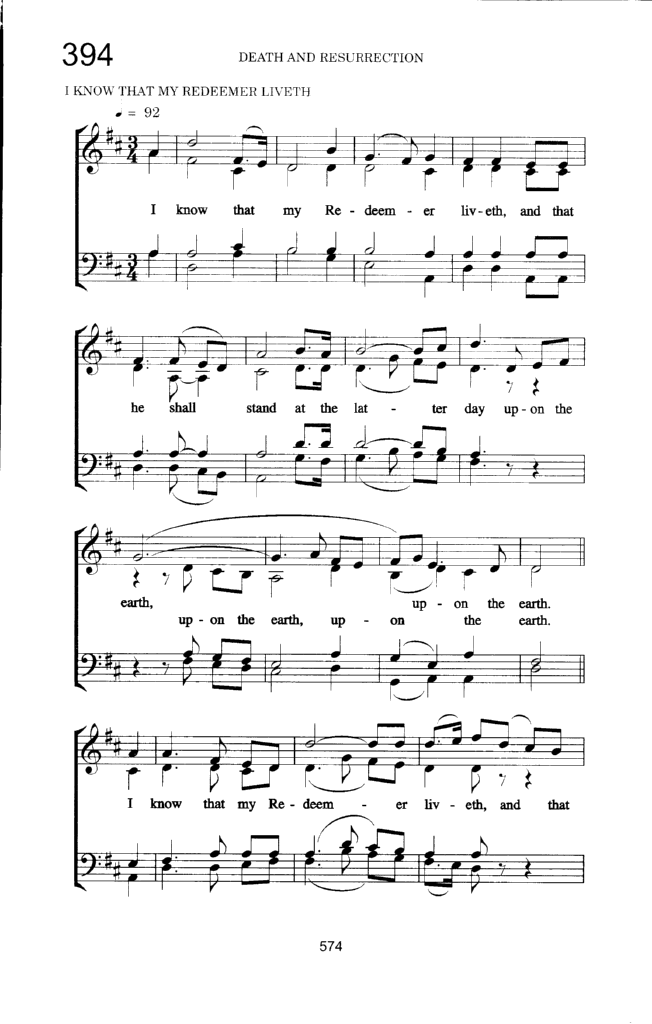 394
DEATH AND RESURRECTION
I KNOW THAT MY REDEEMER LIVETH
♩ = 92
I know that my Re - deem - er liv - eth, and that
he shall stand at the lat - ter day up - on the
earth, up - on the earth.
up - on the earth, up - on the earth.
I know that my Re - deem - er liv - eth, and that
574